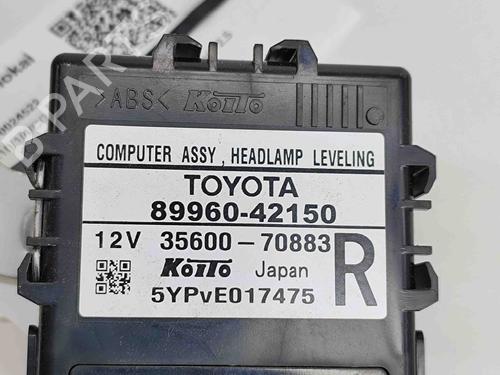 >ABS< KOITO
COMPUTER ASSY, HEADLAMP LEVELING
TOYOTA
89960-42150
12V 35600-70883 R
KOITO Japan
5YPvE017475